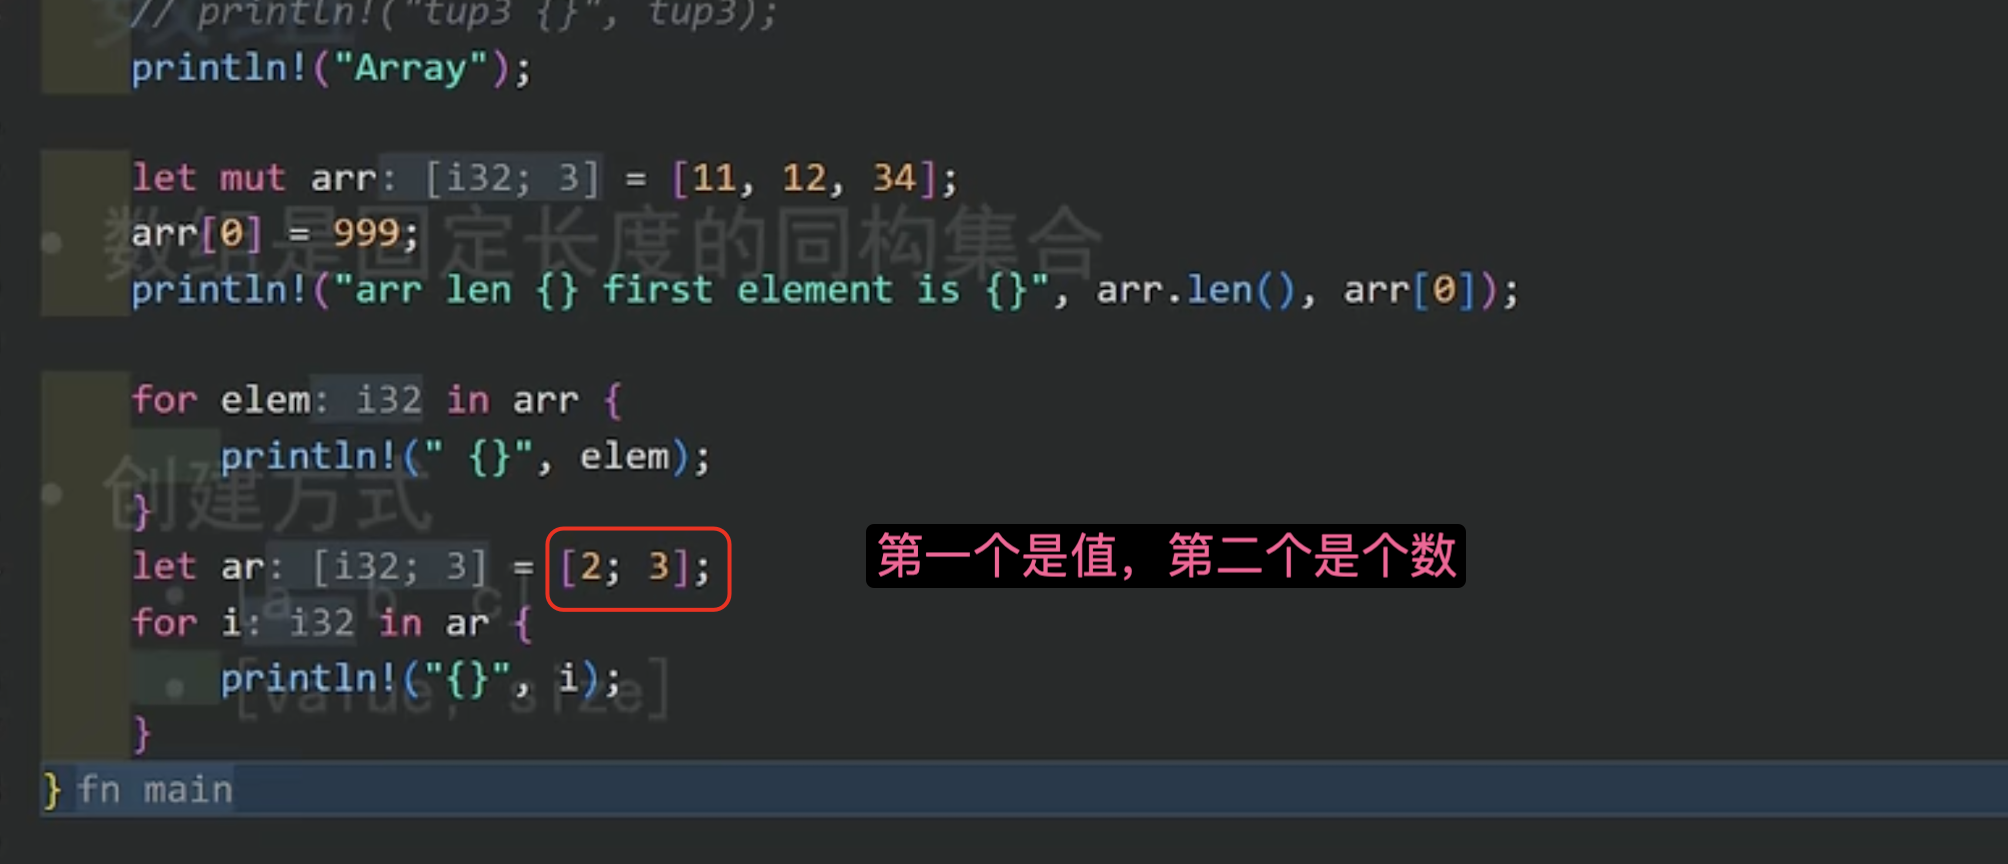 // println!("tup3 {}", tup3);
println!("Array");
let mut arr: [i32; 3] = [11, 12, 34];
数组是固定长度的同构集合
arr[0] = 999;
println!("arr len {} first element is {}", arr.len(), arr[0]);
for elem: i32 in arr {
println!(" {}", elem);
创建方式
}
let ar: [i32; 3] = [2; 3];
第一个是值，第二个是个数
[a, b, c]
for i: i32 in ar {
println!("{}", i);
[value; size]
}
} fn main